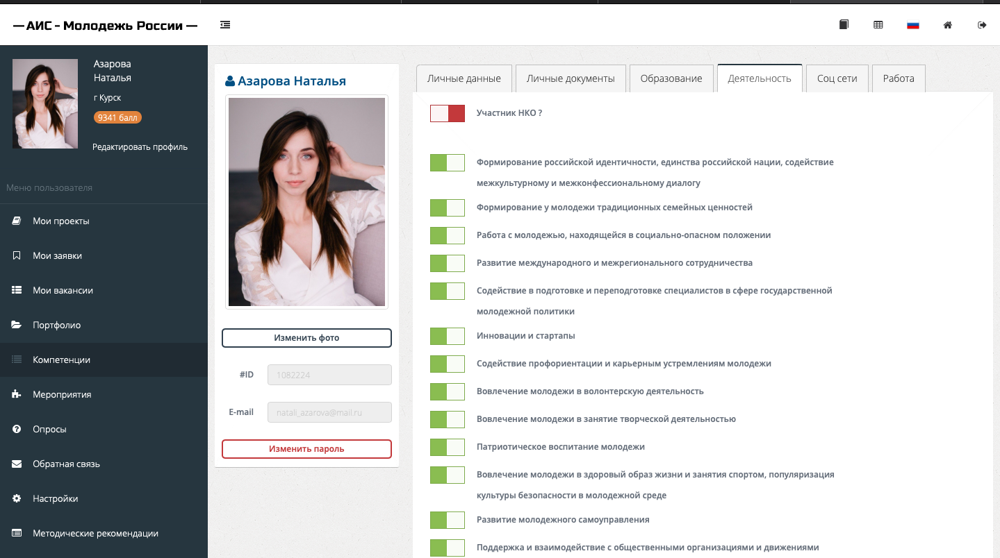 — АИС - Молодежь России —
Азарова
Наталья
г Курск
9341 балл
Редактировать профиль
Меню пользователя
Мои проекты
Мои заявки
Мои вакансии
Портфолио
Компетенции
Мероприятия
Опросы
Обратная связь
Настройки
Методические рекомендации
Азарова Наталья
Изменить фото
#ID 1082224
E-mail natali_azarova@mail.ru
Изменить пароль
Личные данные Личные документы Образование Деятельность Соц сети Работа
Участник НКО ?
Формирование российской идентичности, единства российской нации, содействие
межкультурному и межконфессиональному диалогу
Формирование у молодежи традиционных семейных ценностей
Работа с молодежью, находящейся в социально-опасном положении
Развитие международного и межрегионального сотрудничества
Содействие в подготовке и переподготовке специалистов в сфере государственной
молодежной политики
Инновации и стартапы
Содействие профориентации и карьерным устремлениям молодежи
Вовлечение молодежи в волонтерскую деятельность
Вовлечение молодежи в занятие творческой деятельностью
Патриотическое воспитание молодежи
Вовлечение молодежи в здоровый образ жизни и занятия спортом, популяризация
культуры безопасности в молодежной среде
Развитие молодежного самоуправления
Поддержка и взаимодействие с общественными организациями и движениями